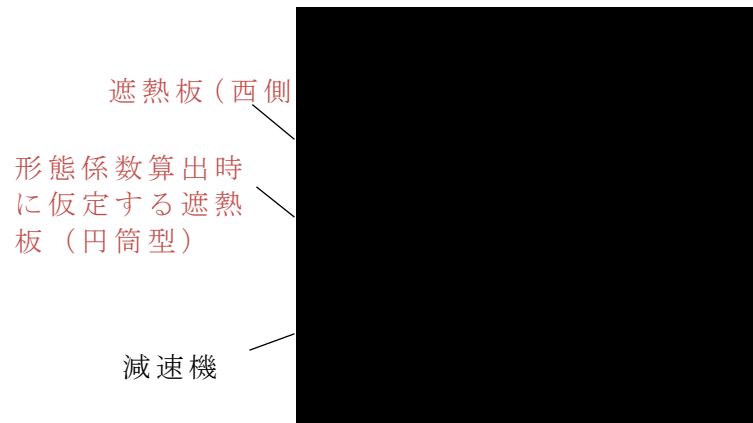 遮熱板（西側
形態係数算出時
に仮定する遮熱
板（円筒型）
減速機